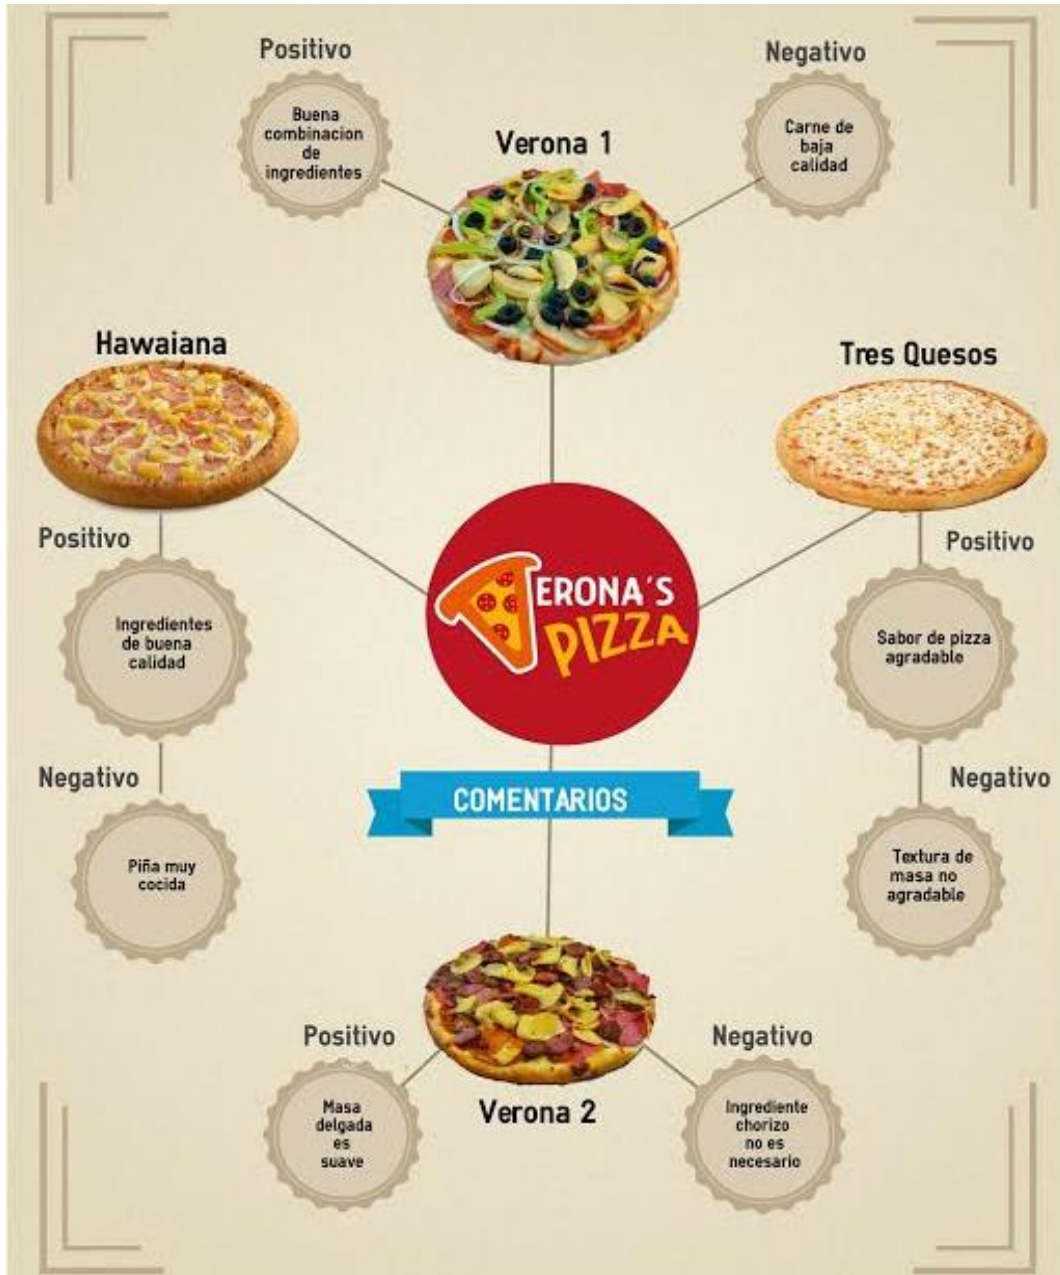 Positivo
Buena
combinacion
de
ingredientes
Negativo
Carne de
baja
calidad
Verona 1
Hawaiana
Tres Quesos
Positivo
Ingredientes
de buena
calidad
Negativo
Piña muy
cocida
ERONA'S
PIZZA
COMENTARIOS
Positivo
Sabor de pizza
agradable
Negativo
Textura de
masa no
agradable
Positivo
Masa
delgada
es
suave
Verona 2
Negativo
Ingrediente
chorizo
no es
necesario